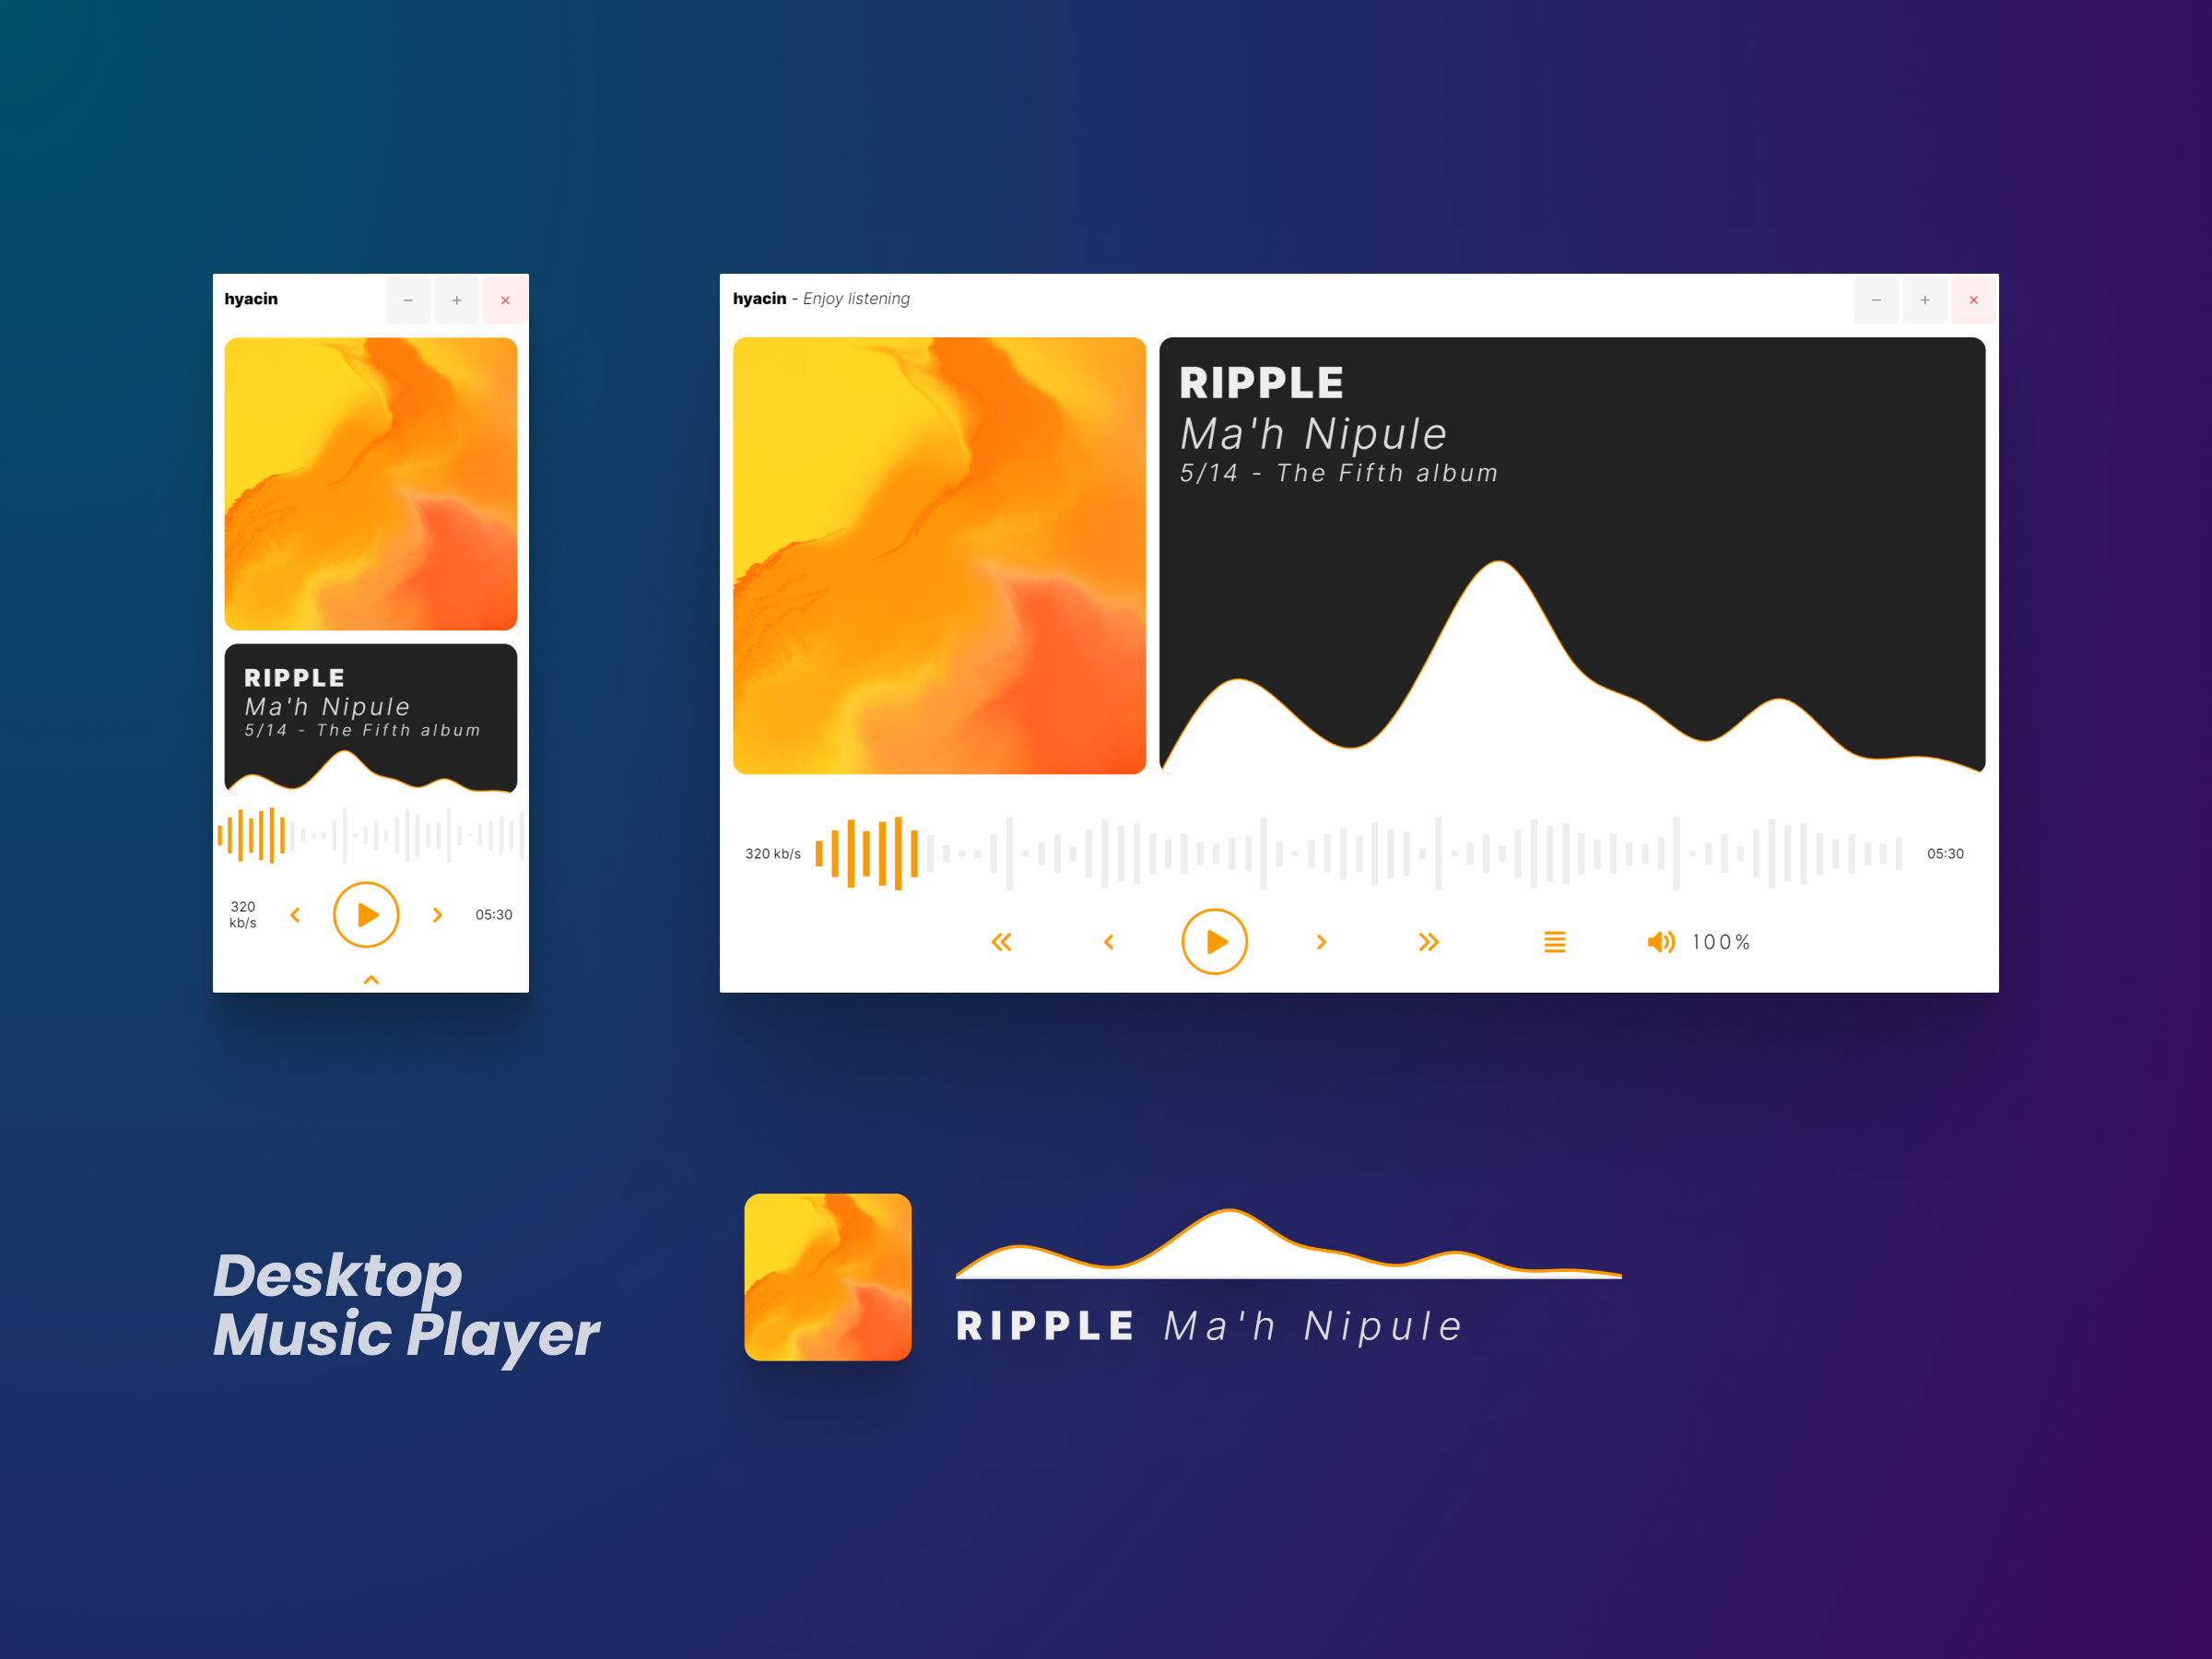 hyacin
RIPPLE
Ma'h Nipule
5/14 - The Fifth album
320
kb/s
05:30
hyacin - Enjoy listening
RIPPLE
Ma'h Nipule
5/14 - The Fifth album
320 kb/s
05:30
100%
Desktop
Music Player
RIPPLE Ma'h Nipule